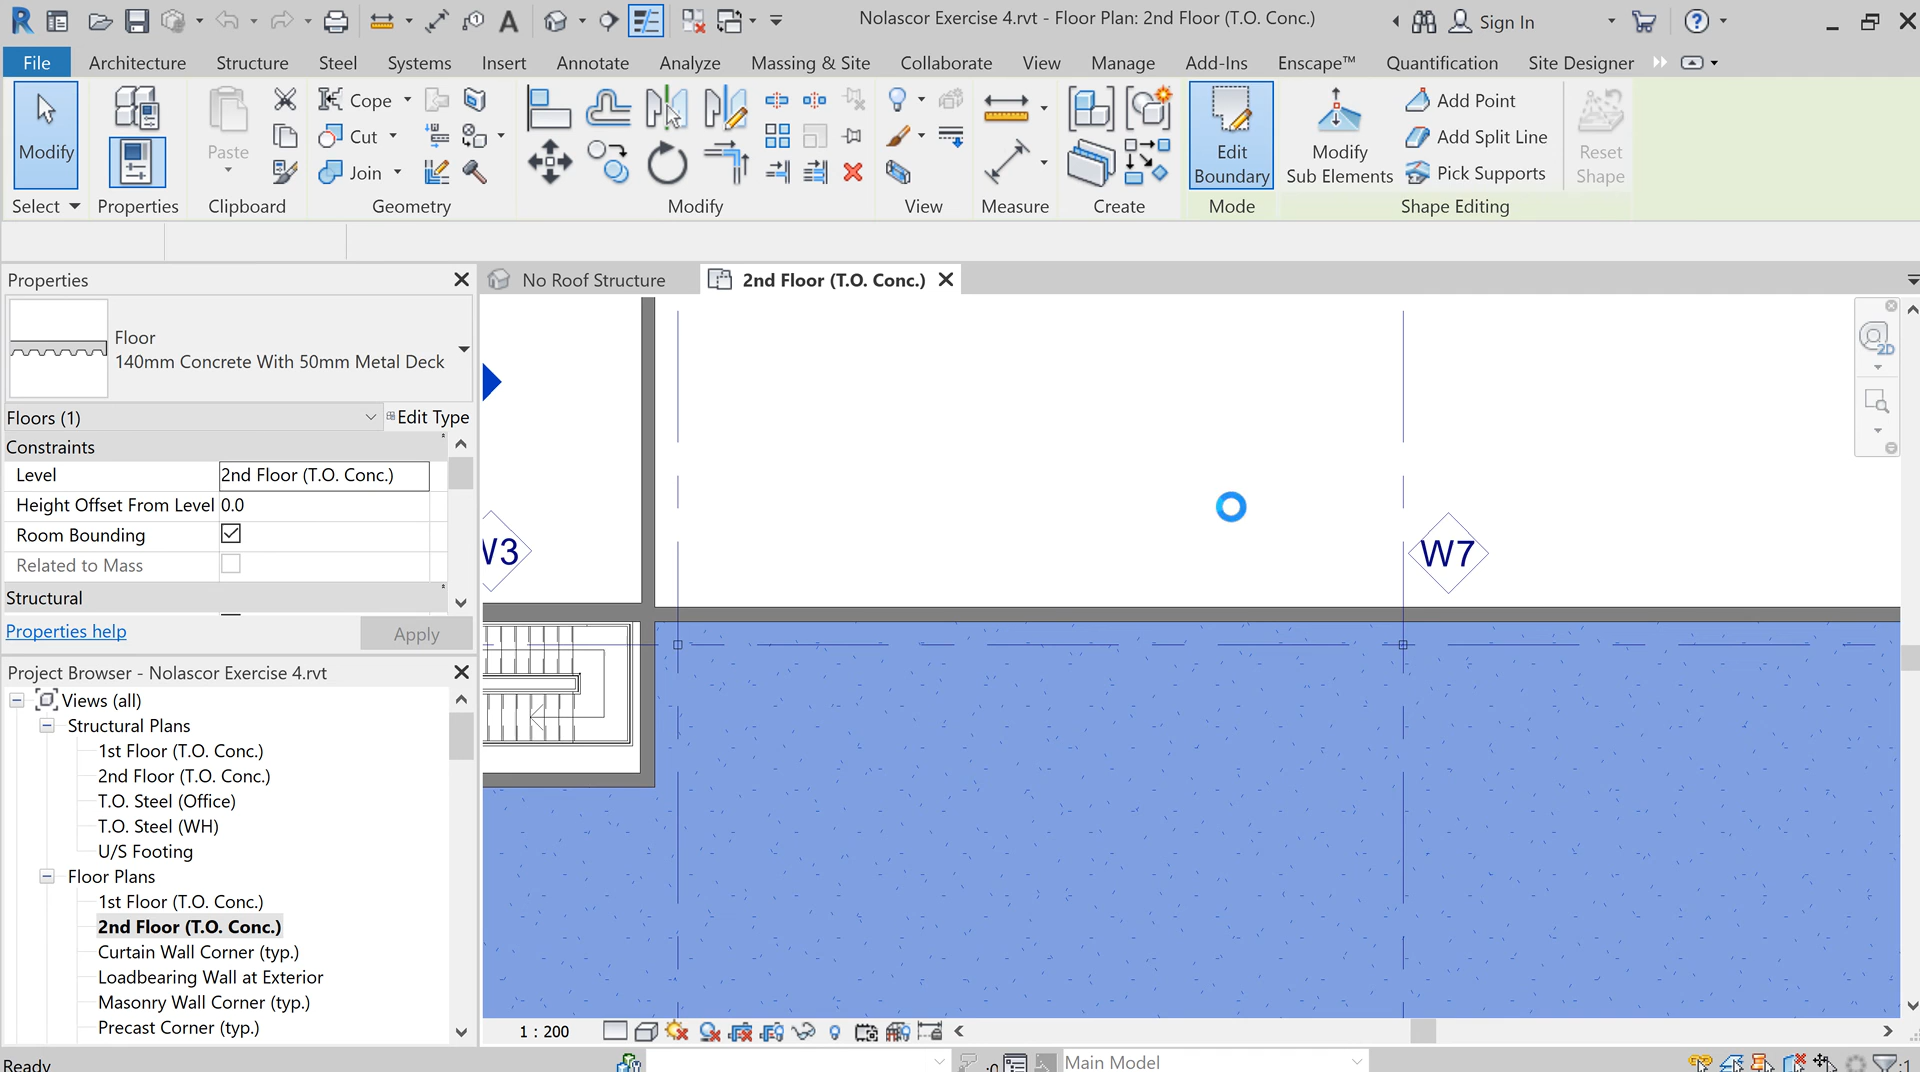 Nolascor Exercise 4.rvt - Floor Plan: 2nd Floor (T.O. Conc.)
Sign In
File Architecture Structure Steel Systems Insert Annotate Analyze Massing & Site Collaborate View Manage Add-Ins Enscape™ Quantification Site Designer
Modify
Paste
Cope
Cut
Join
Edit
Boundary
Modify
Sub Elements
Add Point
Add Split Line
Pick Supports
Reset
Shape
Select Properties Clipboard Geometry Modify View Measure Create Mode Shape Editing
Properties
No Roof Structure
2nd Floor (T.O. Conc.)
Floor
140mm Concrete With 50mm Metal Deck
Floors (1)
Edit Type
Constraints
Level 2nd Floor (T.O. Conc.)
Height Offset From Level 0.0
Room Bounding
Related to Mass
Structural
Properties help
Apply
Project Browser - Nolascor Exercise 4.rvt
Views (all)
Structural Plans
1st Floor (T.O. Conc.)
2nd Floor (T.O. Conc.)
T.O. Steel (Office)
T.O. Steel (WH)
U/S Footing
Floor Plans
1st Floor (T.O. Conc.)
2nd Floor (T.O. Conc.)
Curtain Wall Corner (typ.)
Loadbearing Wall at Exterior
Masonry Wall Corner (typ.)
Precast Corner (typ.)
W3
W7
2D
1 : 200
Ready
:0
Main Model
:1